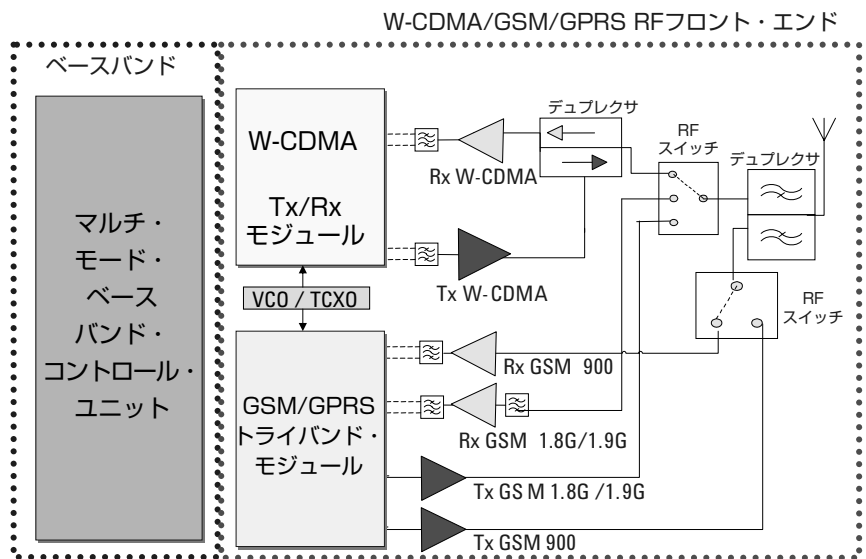 W-CDMA/GSM/GPRS RFフロント・エンド
ベースバンド
マルチ・
モード・
ベース
バンド・
コントロール・
ユニット
W-CDMA
Tx/Rx
モジュール
VCO / TCXO
GSM/GPRS
トライバンド・
モジュール
デュプレクサ
Rx W-CDMA
Tx W-CDMA
RF
スイッチ
デュプレクサ
RF
スイッチ
Rx GSM 900
Rx GSM 1.8G/1.9G
Tx GS M 1.8G /1.9G
Tx GSM 900